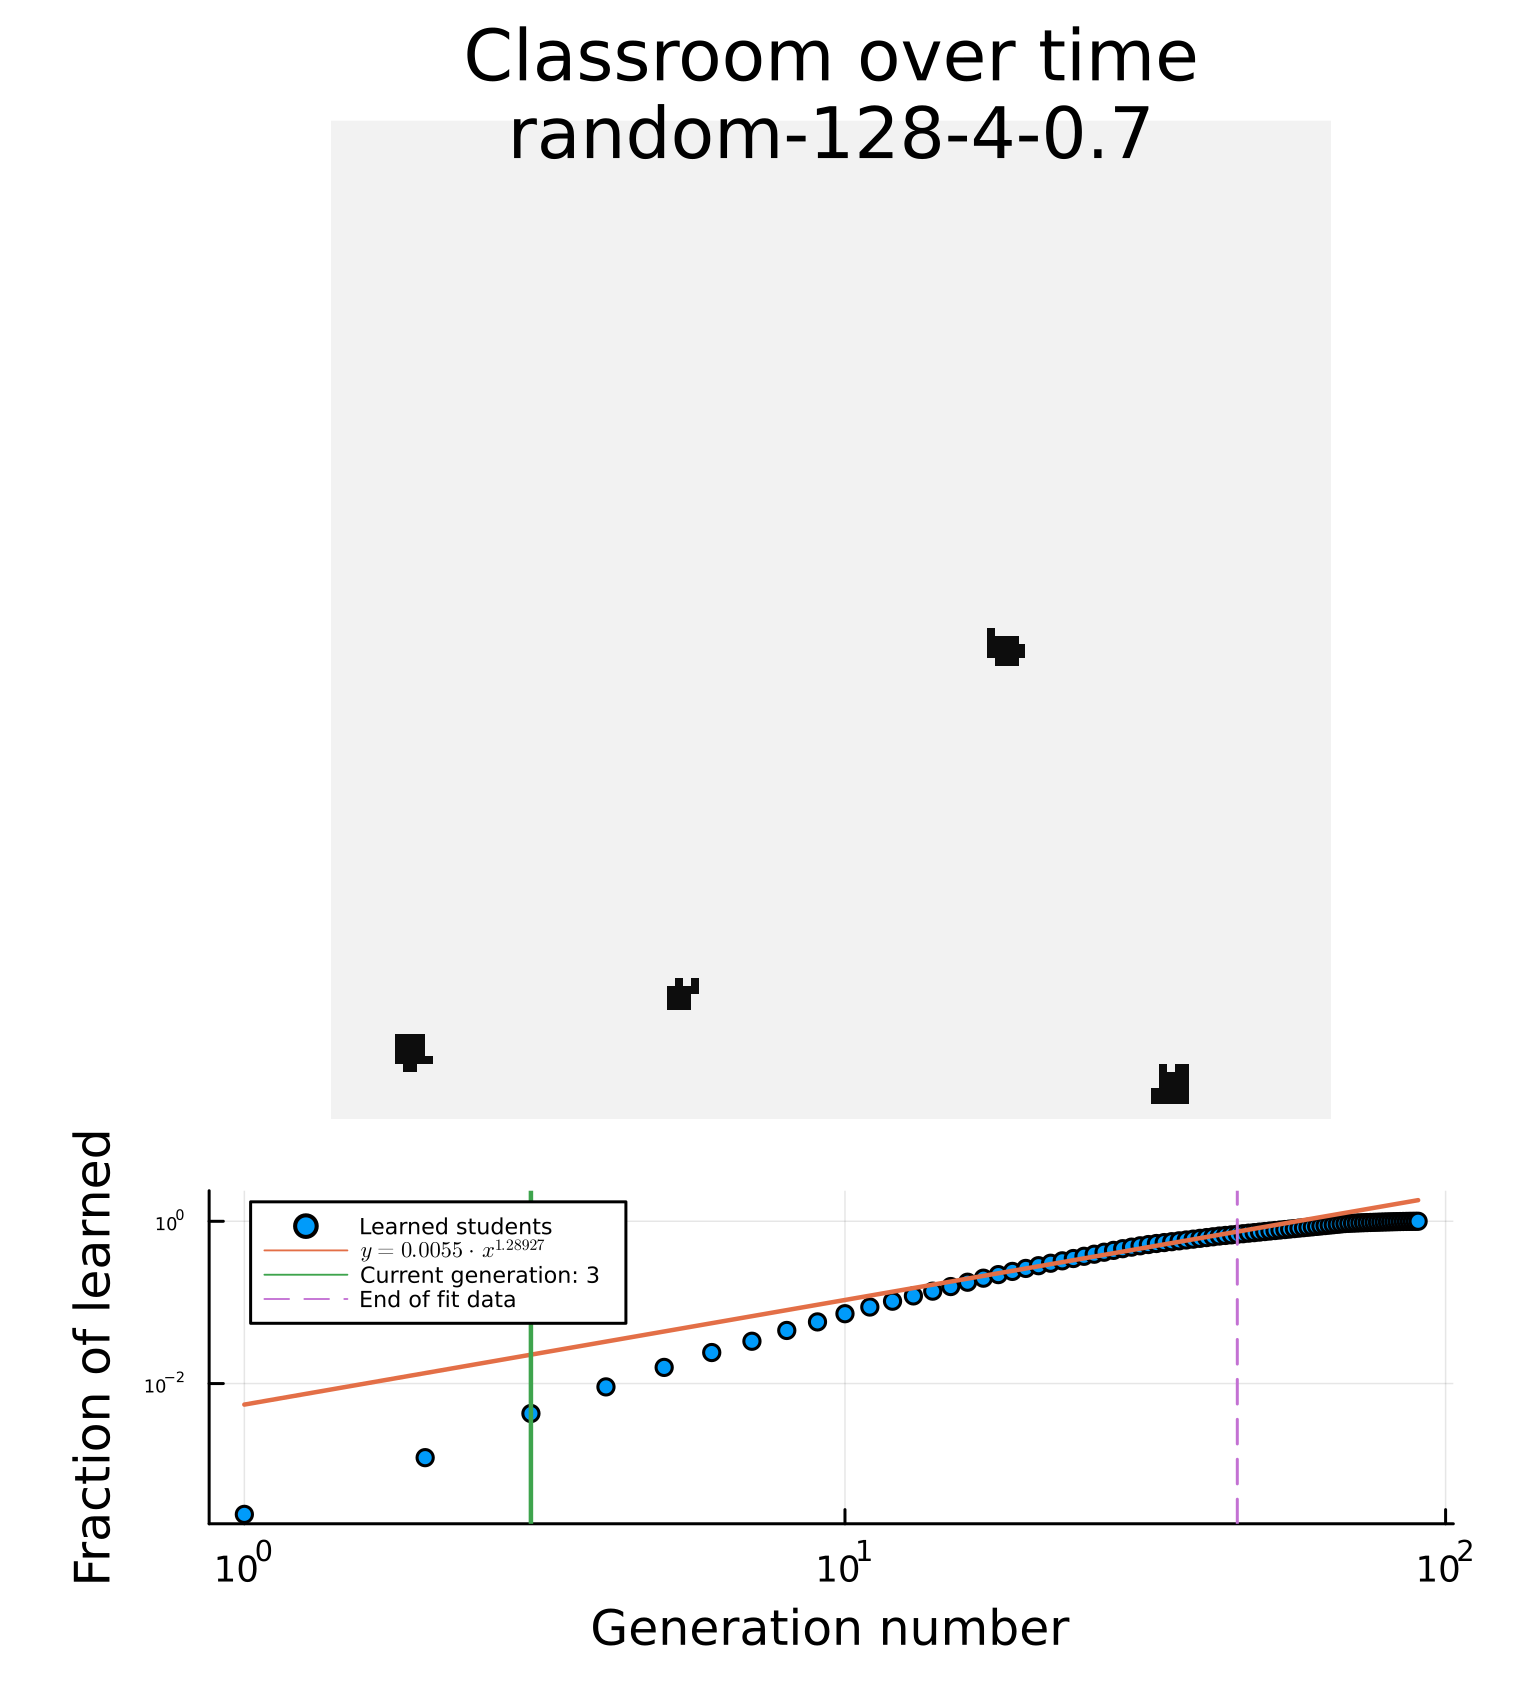 Classroom over time
random-128-4-0.7
Fraction of learned
10^0
10^-2
Learned students
y = 0.0055 · x^1.28927
Current generation: 3
End of fit data
10^0 10^1 10^2
Generation number